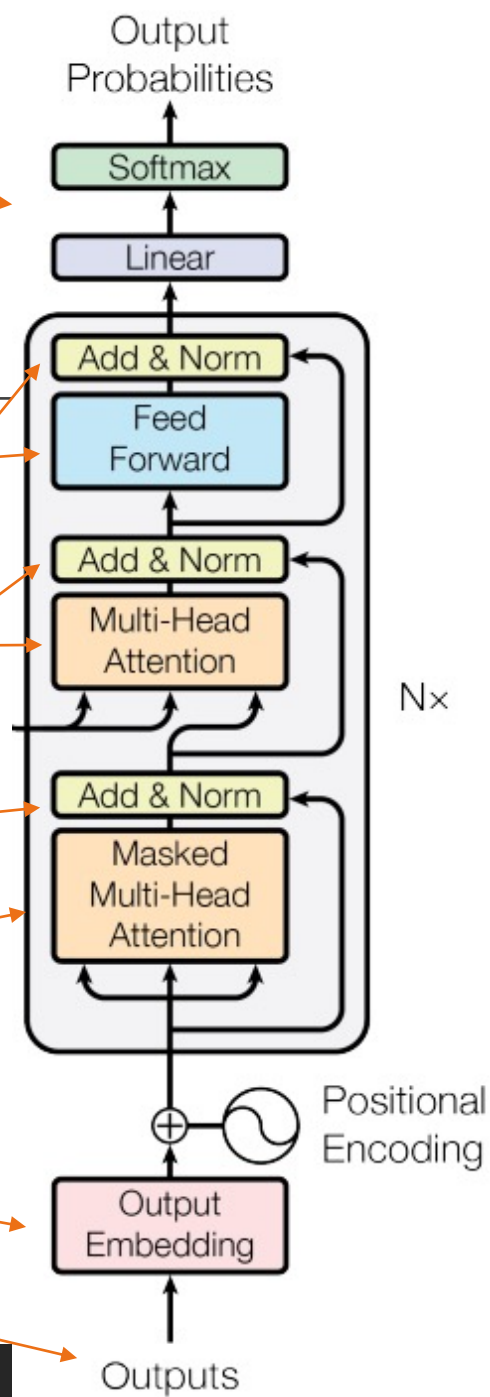 Output
Probabilities
Softmax
Linear
Add & Norm
Feed
Forward
Add & Norm
Multi-Head
Attention
N×
Add & Norm
Masked
Multi-Head
Attention
Positional
Encoding
Output
Embedding
Outputs